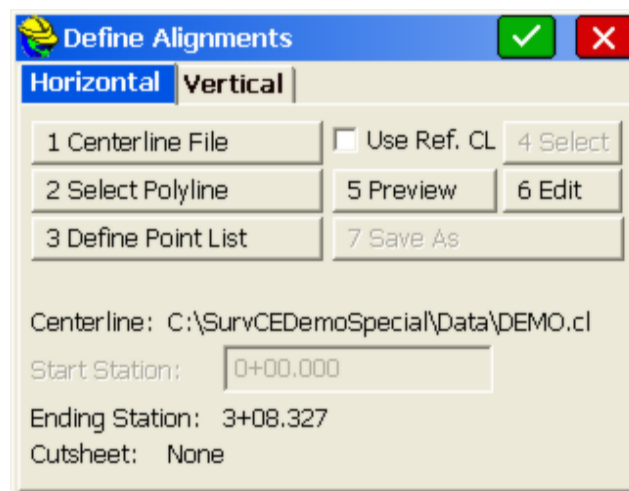 Define Alignments
Horizontal Vertical
1 Centerline File Use Ref. CL 4 Select
2 Select Polyline 5 Preview 6 Edit
3 Define Point List 7 Save As
Centerline: C:\SurvCEDemoSpecial\Data\DEMO.cl
Start Station: 0+00.000
Ending Station: 3+08.327
Cutsheet: None